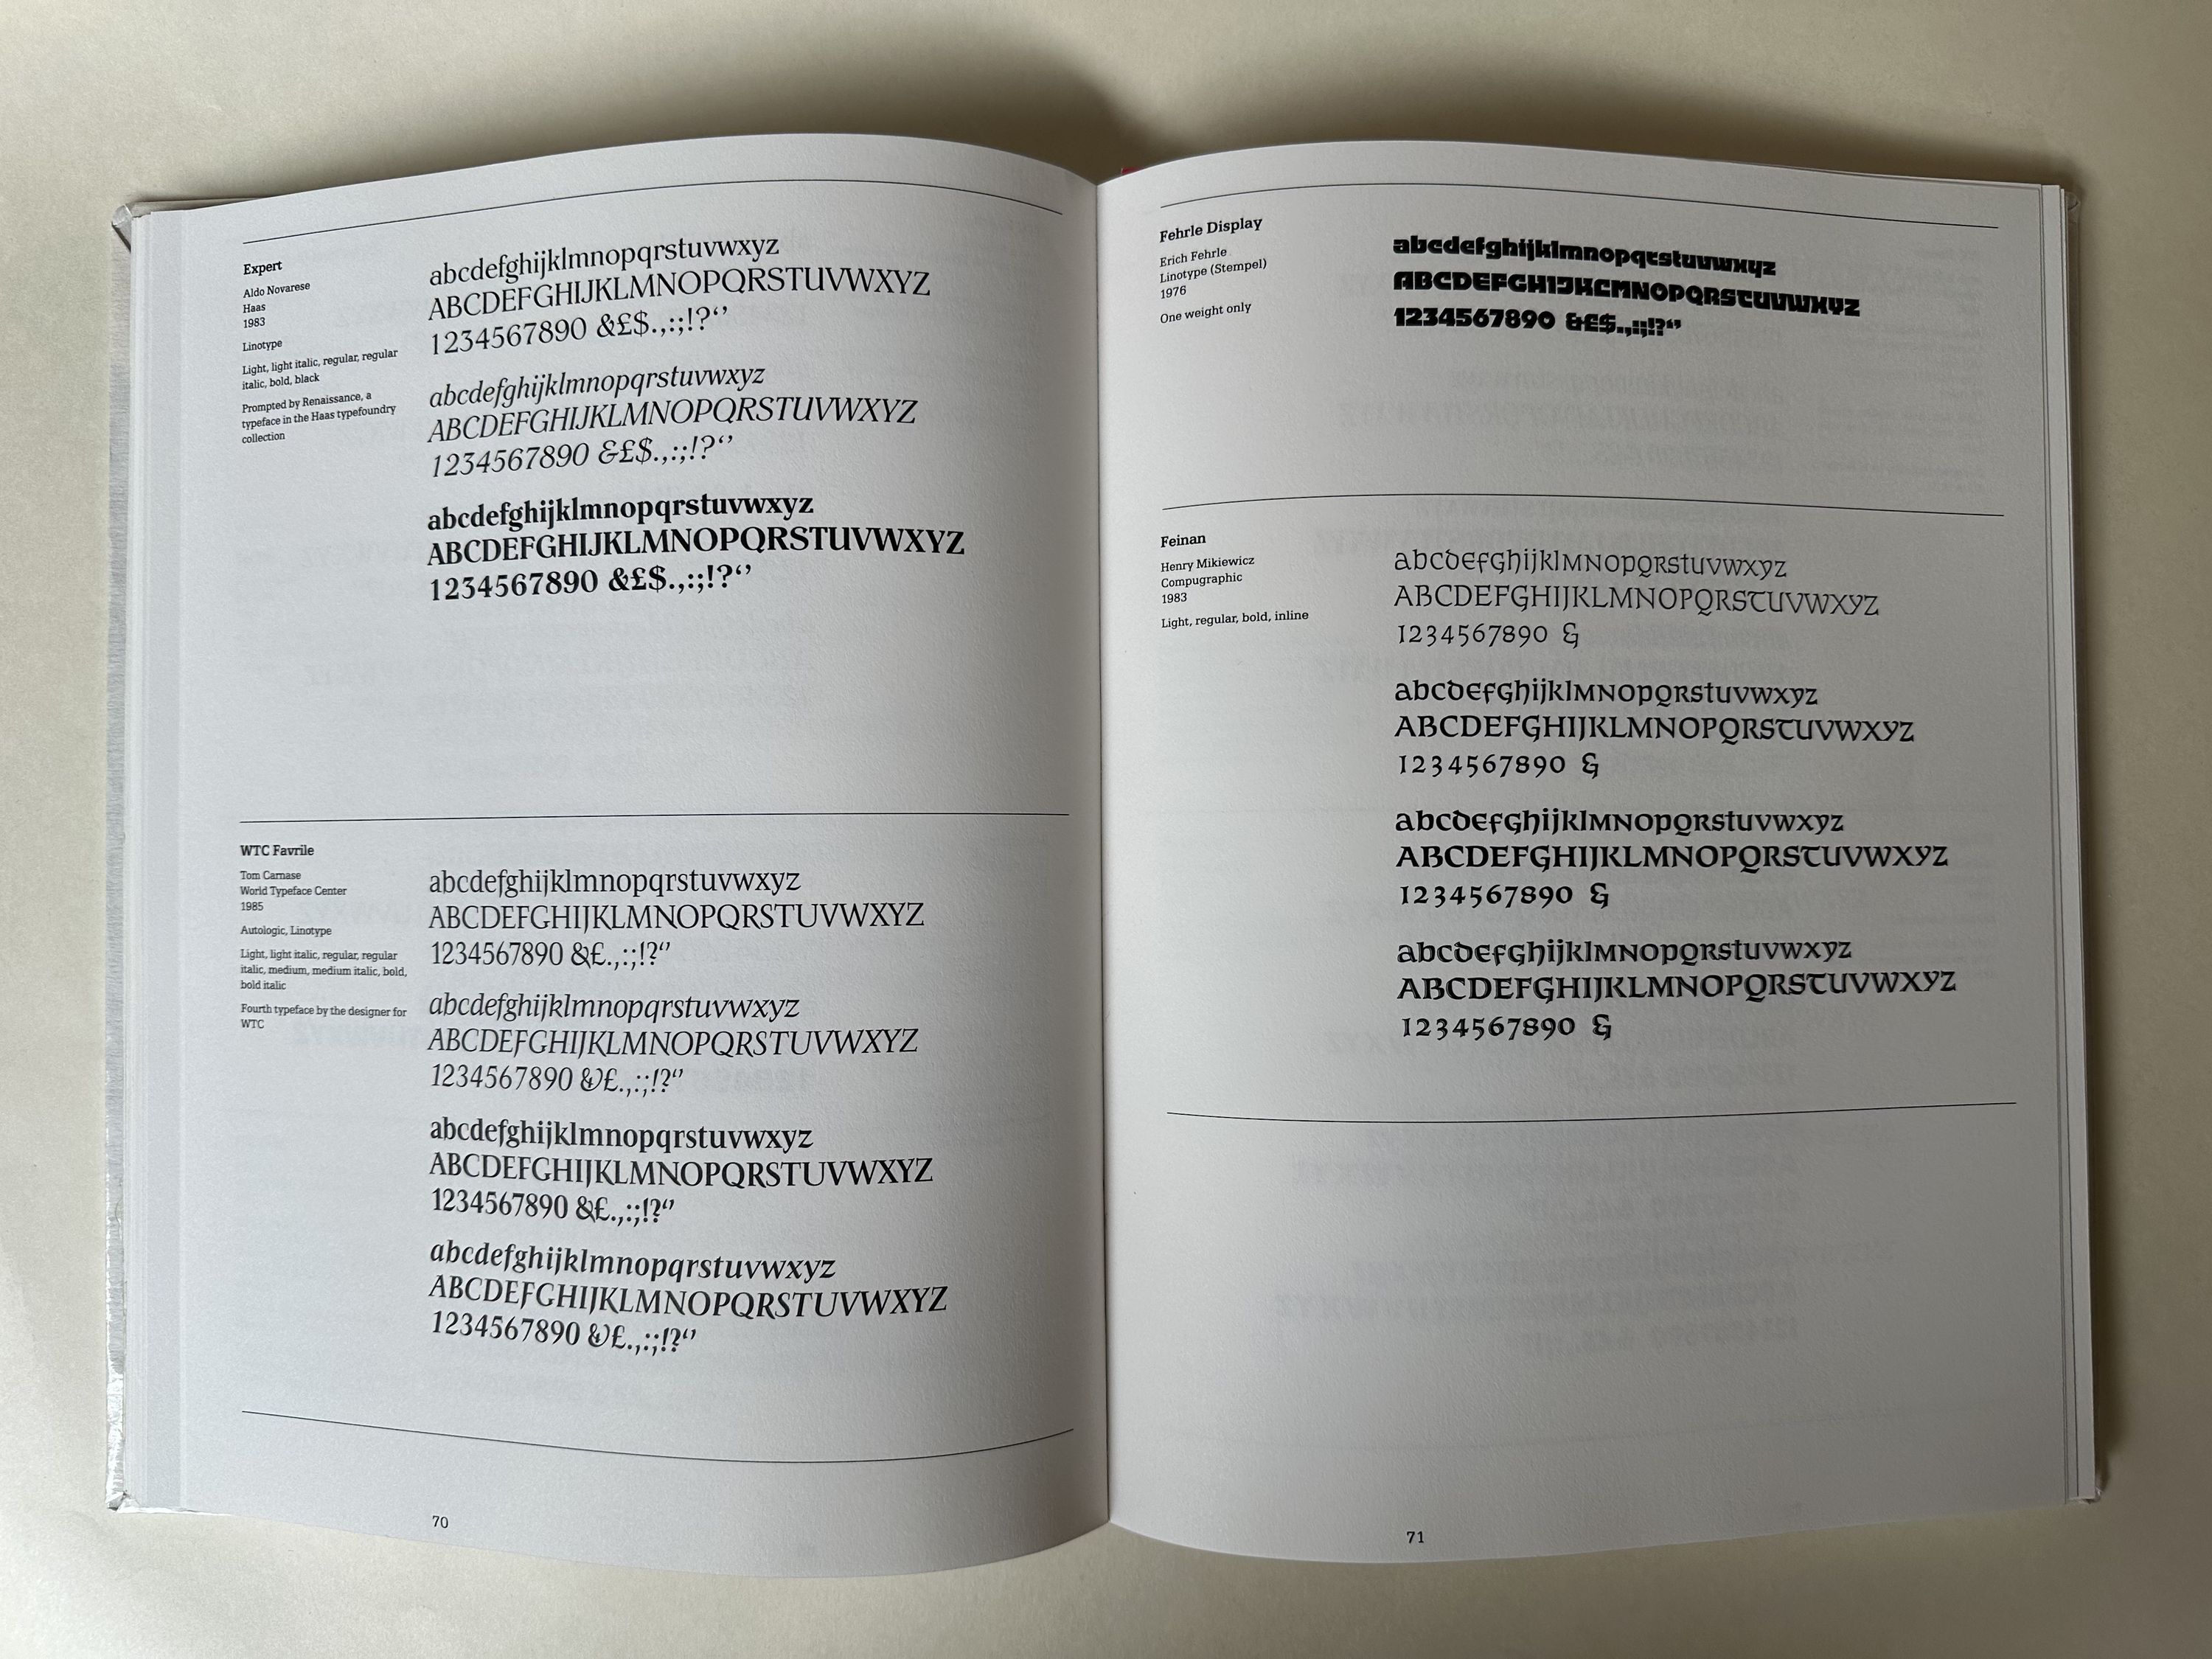 Expert
Aldo Novarese
Haas
1983
Linotype
Light, light italic, regular, regular
italic, bold, black
Prompted by Renaissance, a
typeface in the Haas typefoundry
collection
abcdefghijklmnopqrstuvwxyz
ABCDEFGHIJKLMNOPQRSTUVWXYZ
1234567890 &£$.,:;!?‘’
abcdefghijklmnopqrstuvwxyz
ABCDEFGHIJKLMNOPQRSTUVWXYZ
1234567890 &£$.,:;!?‘’
abcdefghijklmnopqrstuvwxyz
ABCDEFGHIJKLMNOPQRSTUVWXYZ
1234567890 &£$.,:;!?‘’
WTC Favrile
Tom Carnase
World Typeface Center
1985
Autologic, Linotype
Light, light italic, regular, regular
italic, medium, medium italic, bold,
bold italic
Fourth typeface by the designer for
WTC
abcdefghijklmnopqrstuvwxyz
ABCDEFGHIJKLMNOPQRSTUVWXYZ
1234567890 &£.,:;!?‘’
abcdefghijklmnopqrstuvwxyz
ABCDEFGHIJKLMNOPQRSTUVWXYZ
1234567890 &£.,:;!?‘’
abcdefghijklmnopqrstuvwxyz
ABCDEFGHIJKLMNOPQRSTUVWXYZ
1234567890 &£.,:;!?‘’
abcdefghijklmnopqrstuvwxyz
ABCDEFGHIJKLMNOPQRSTUVWXYZ
1234567890 &£.,:;!?‘’
70
Fehrle Display
Erich Fehrle
Linotype (Stempel)
1976
One weight only
abcdefghijklmnopqrstuvwxyz
ABCDEFGHIJKLMNOPQRSTUVWXYZ
1234567890 &£$.,:;!?‘’
Feinan
Henry Mikiewicz
Compugraphic
1983
Light, regular, bold, inline
abcdefghijklmnopqrstuvwxyz
ABCDEFGHIJKLMNOPQRSTUVWXYZ
1234567890 &
abcdefghijklmnopqrstuvwxyz
ABCDEFGHIJKLMNOPQRSTUVWXYZ
1234567890 &
abcdefghijklmnopqrstuvwxyz
ABCDEFGHIJKLMNOPQRSTUVWXYZ
1234567890 &
abcdefghijklmnopqrstuvwxyz
ABCDEFGHIJKLMNOPQRSTUVWXYZ
1234567890 &
71